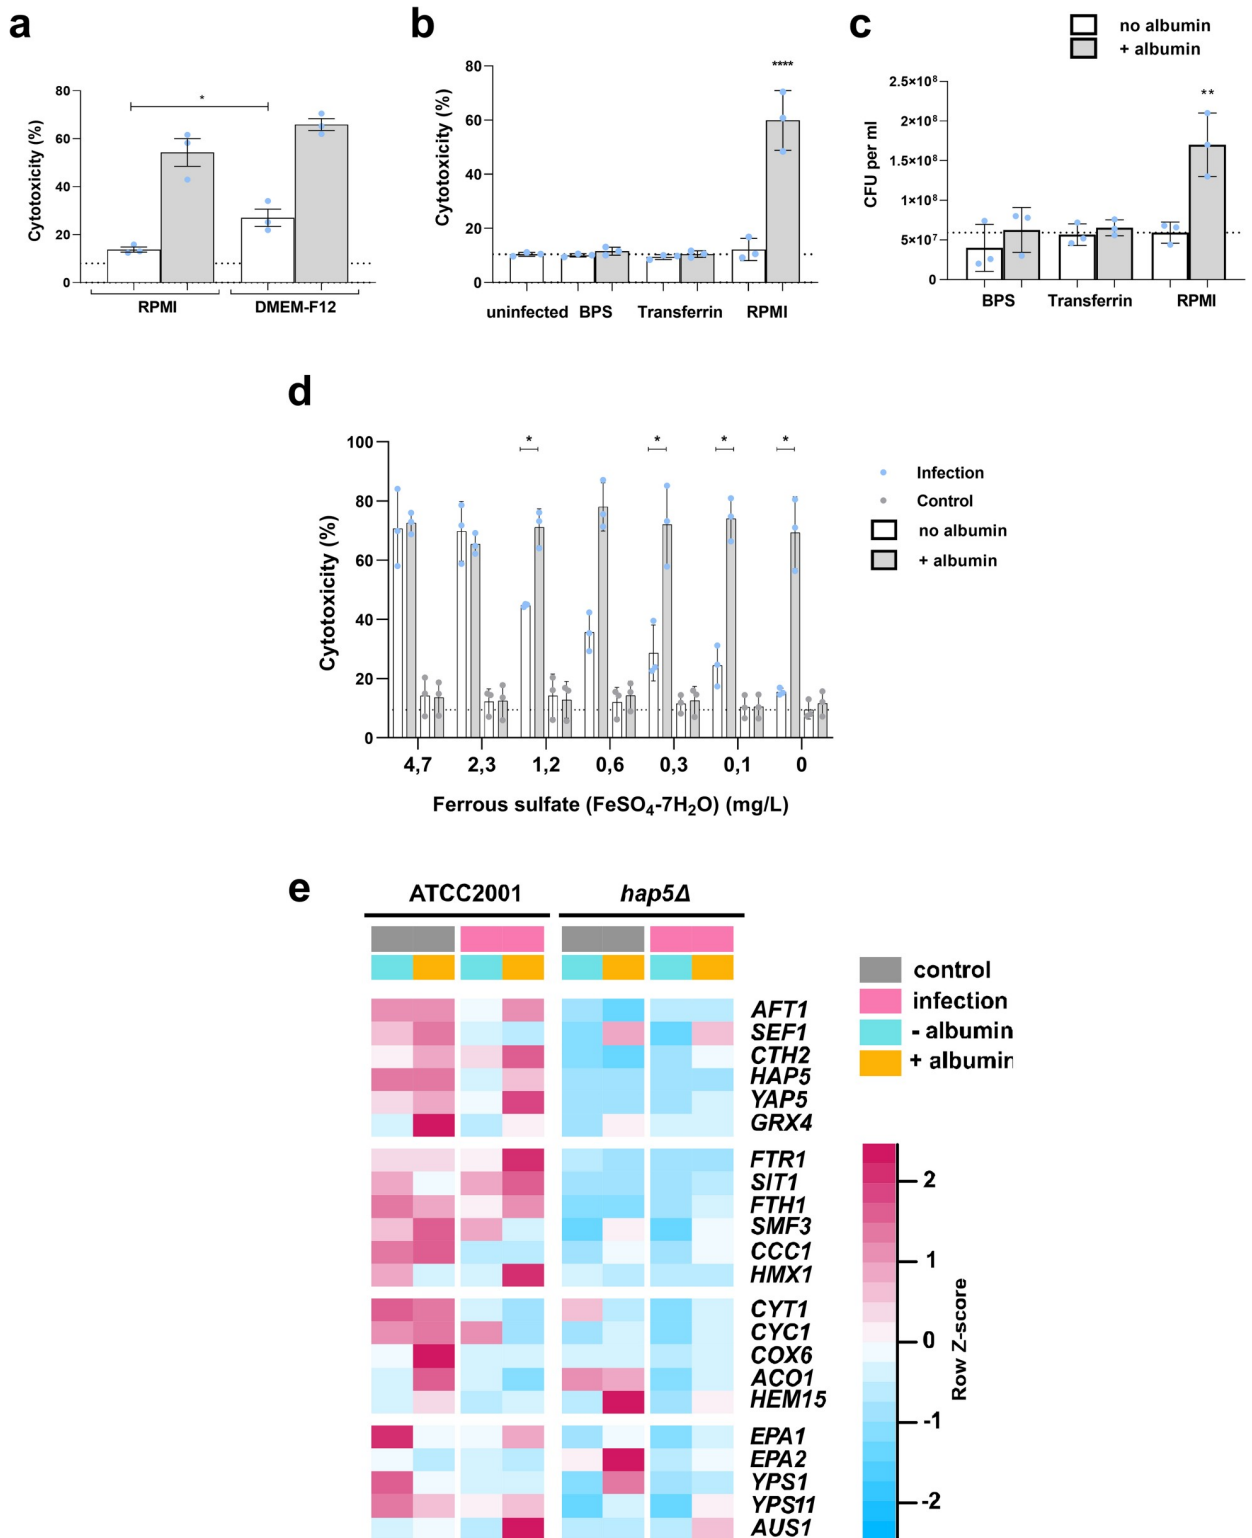 a
Cytotoxicity (%)
80
60
40
20
0
*
RPMI
DMEM-F12
b
Cytotoxicity (%)
80
60
40
20
0
****
uninfected BPS Transferrin RPMI
c
no albumin
+ albumin
CFU per ml
2.5×10⁸
2×10⁸
1.5×10⁸
1×10⁸
5×10⁷
0
**
BPS Transferrin RPMI
d
Cytotoxicity (%)
100
80
60
40
20
0
* * * *
4,7 2,3 1,2 0,6 0,3 0,1 0
Ferrous sulfate (FeSO₄-7H₂O) (mg/L)
Infection
Control
no albumin
+ albumin
e
ATCC2001 hap5Δ
control
infection
- albumin
+ albumin
AFT1
SEF1
CTH2
HAP5
YAP5
GRX4
FTR1
SIT1
FTH1
SMF3
CCC1
HMX1
CYT1
CYC1
COX6
ACO1
HEM15
EPA1
EPA2
YPS1
YPS11
AUS1
2
1
0
-1
-2
Row Z-score